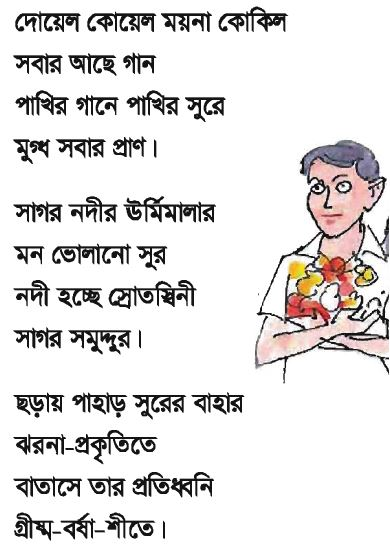 দোয়েল কোয়েল ময়না কোকিল
সবার আছে গান
পাখির গানে পাখির সুরে
মুগ্ধ সবার প্রাণ।
সাগর নদীর ঊর্মিমালার
মন ভোলানো সুর
নদী হচ্ছে স্রোতস্বিনী
সাগর সমুদ্দুর।
ছড়ায় পাহাড় সুরের বাহার
ঝরনা-প্রকৃতিতে
বাতাসে তার প্রতিধ্বনি
গ্রীষ্ম-বর্ষা-শীতে।